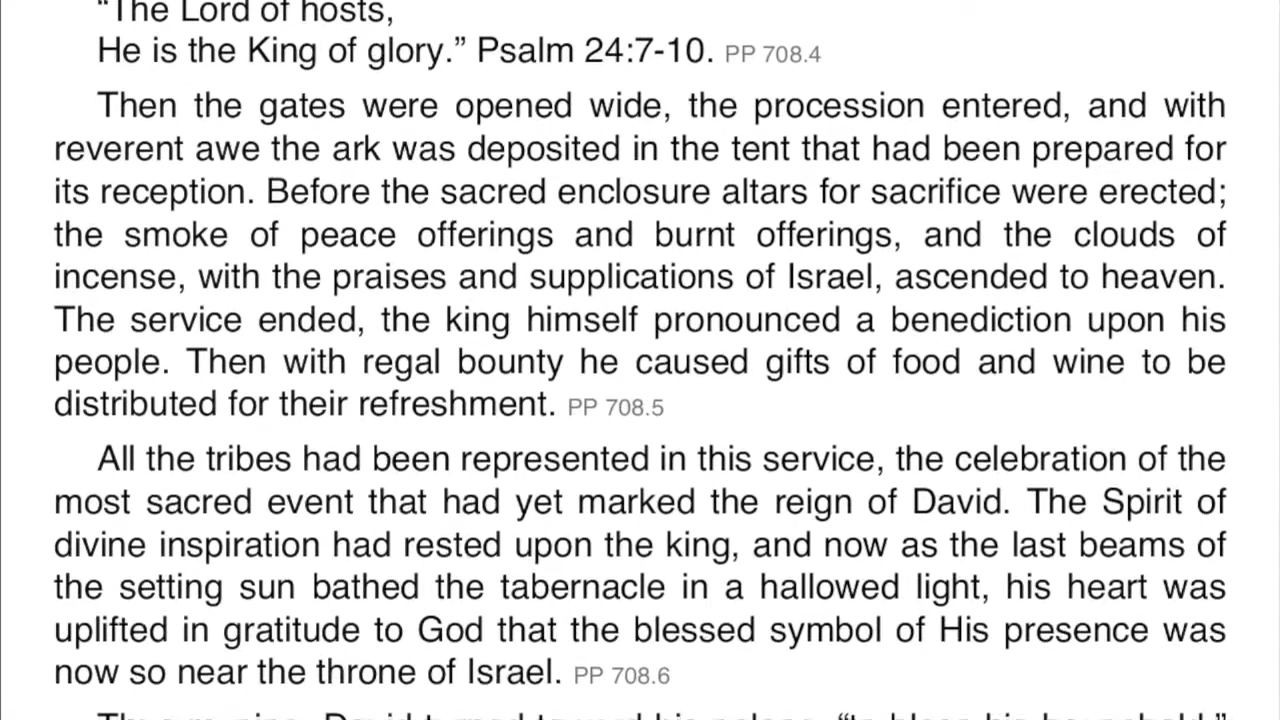 “The Lord of hosts,
He is the King of glory.” Psalm 24:7-10. PP 708.4
Then the gates were opened wide, the procession entered, and with
reverent awe the ark was deposited in the tent that had been prepared for
its reception. Before the sacred enclosure altars for sacrifice were erected;
the smoke of peace offerings and burnt offerings, and the clouds of
incense, with the praises and supplications of Israel, ascended to heaven.
The service ended, the king himself pronounced a benediction upon his
people. Then with regal bounty he caused gifts of food and wine to be
distributed for their refreshment. PP 708.5
All the tribes had been represented in this service, the celebration of the
most sacred event that had yet marked the reign of David. The Spirit of
divine inspiration had rested upon the king, and now as the last beams of
the setting sun bathed the tabernacle in a hallowed light, his heart was
uplifted in gratitude to God that the blessed symbol of His presence was
now so near the throne of Israel. PP 708.6
David turned toward his palace, “to bless his household.”